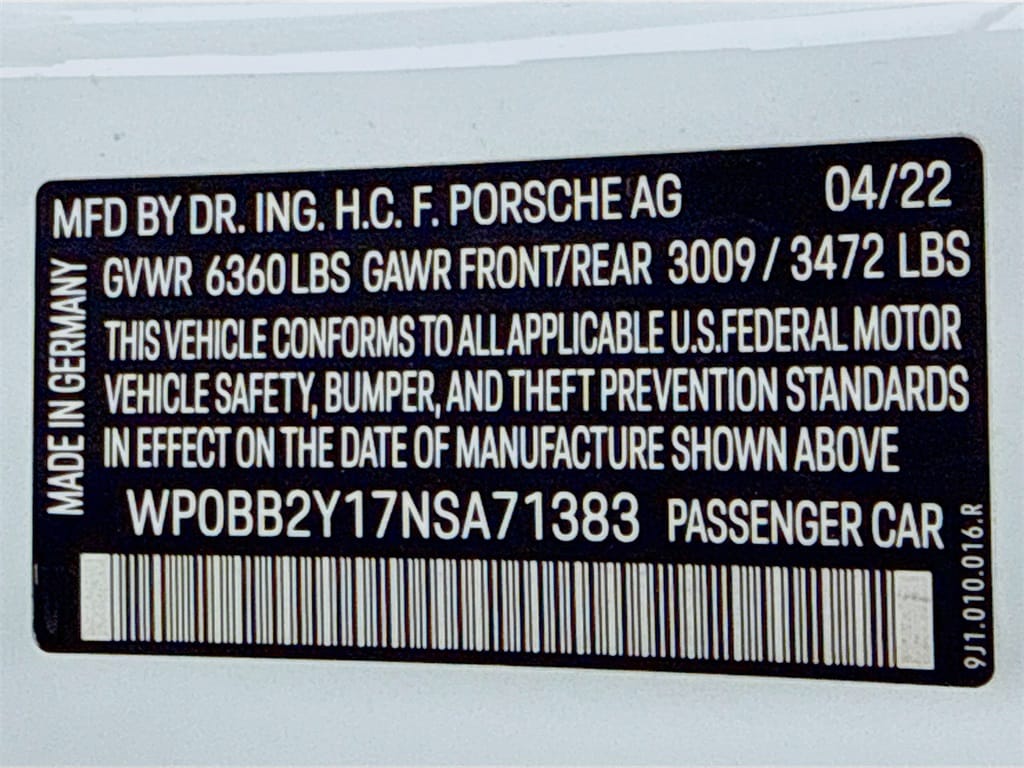 MFD BY DR. ING. H.C. F. PORSCHE AG 04/22
GVWR 6360 LBS GAWR FRONT/REAR 3009 / 3472 LBS
THIS VEHICLE CONFORMS TO ALL APPLICABLE U.S.FEDERAL MOTOR
VEHICLE SAFETY, BUMPER, AND THEFT PREVENTION STANDARDS
IN EFFECT ON THE DATE OF MANUFACTURE SHOWN ABOVE
WP0BB2Y17NSA71383 PASSENGER CAR
MADE IN GERMANY
9J1.010.016.R